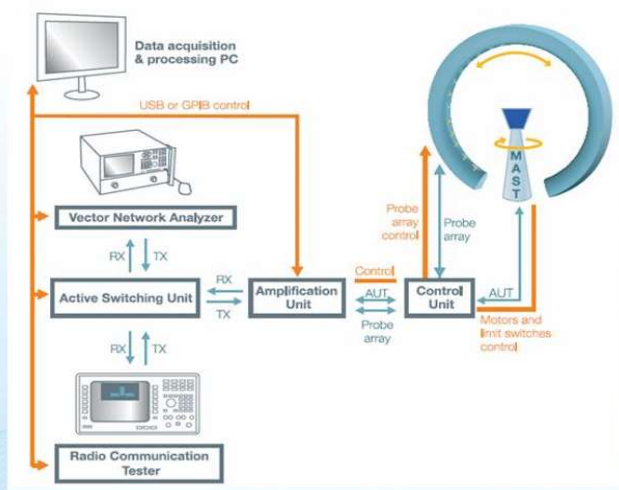 Data acquisition
& processing PC
USB or GPIB control
Vector Network Analyzer
RX
TX
Active Switching Unit
RX
TX
Amplification
Unit
Control
AUT
Probe
array
Control
Unit
Probe
array
control
Probe
array
MAST
AUT
Motors and
limit switches
control
RX
TX
Radio Communication
Tester